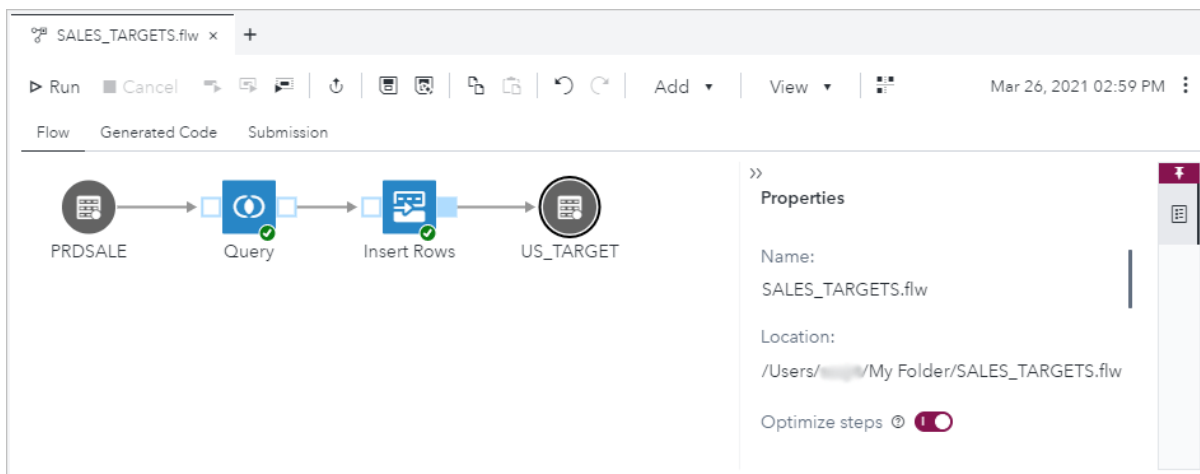 SALES_TARGETS.flw × +
Run Cancel Add View Mar 26, 2021 02:59 PM
Flow Generated Code Submission
PRDSALE Query Insert Rows US_TARGET
Properties
Name:
SALES_TARGETS.flw
Location:
/Users/ /My Folder/SALES_TARGETS.flw
Optimize steps